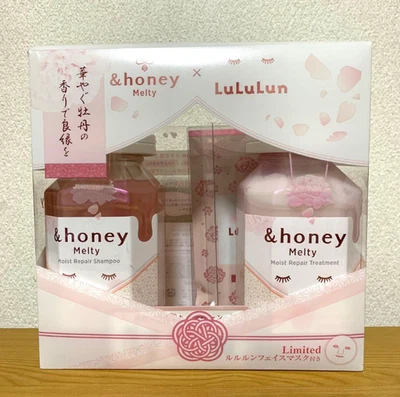 &honey
Melty
×
LuLuLun
華やぐ牡丹の
香りで良縁を
&honey
Melty
Moist Repair Shampoo
Lu
&honey
Melty
Moist Repair Treatment
Limited
ルルルンフェイスマスク付き